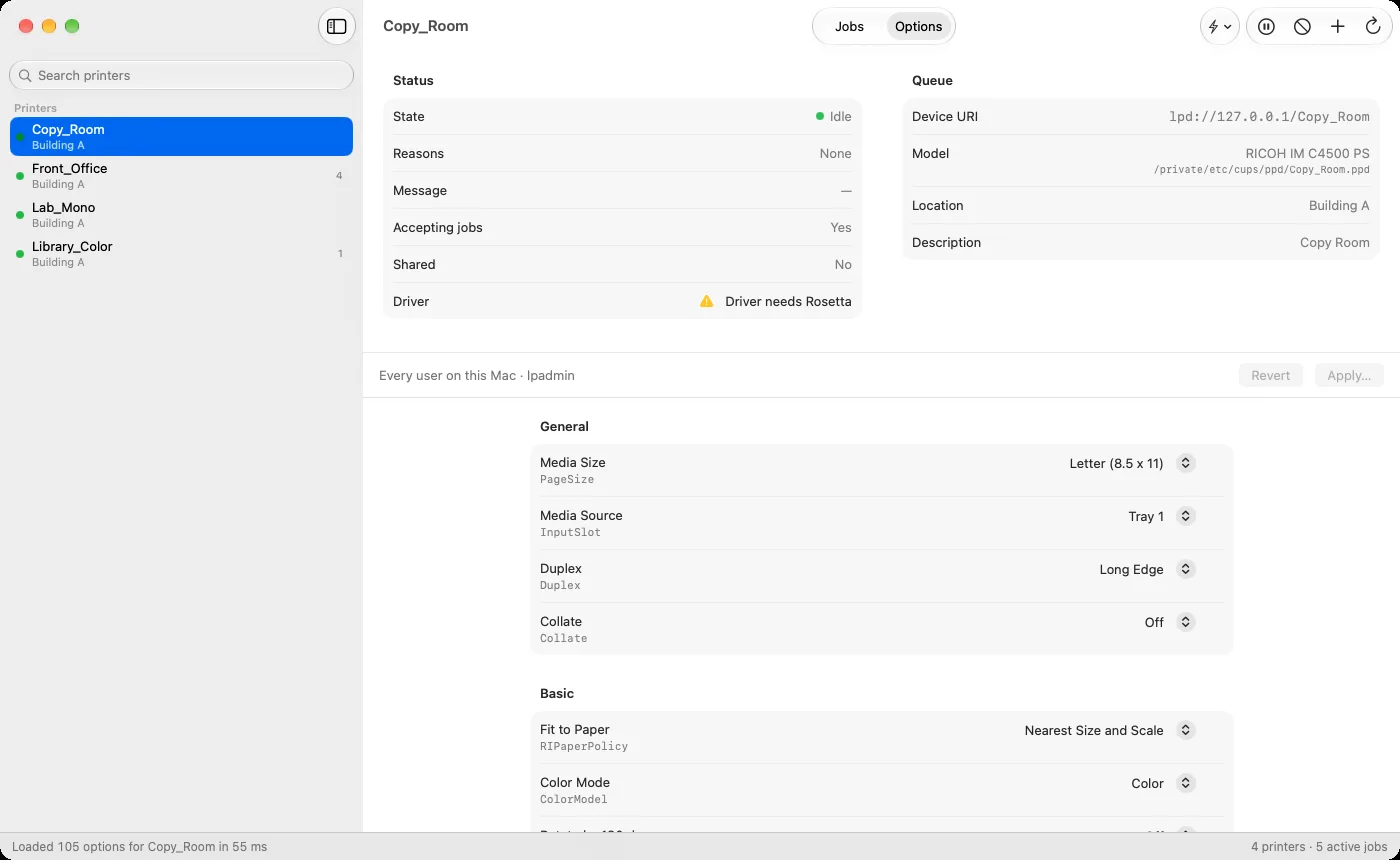 Copy_Room
Jobs
Options
Search printers
Printers
Copy_Room
Building A
Front_Office
4
Building A
Lab_Mono
Building A
Library_Color
1
Building A
Status
State
Idle
Reasons
None
Message
—
Accepting jobs
Yes
Shared
No
Driver
Driver needs Rosetta
Queue
Device URI
lpd://127.0.0.1/Copy_Room
Model
RICOH IM C4500 PS
/private/etc/cups/ppd/Copy_Room.ppd
Location
Building A
Description
Copy Room
Every user on this Mac · lpadmin
Revert
Apply...
General
Media Size
Letter (8.5 x 11)
PageSize
Media Source
Tray 1
InputSlot
Duplex
Long Edge
Duplex
Collate
Off
Collate
Basic
Fit to Paper
Nearest Size and Scale
RIPaperPolicy
Color Mode
Color
ColorModel
Loaded 105 options for Copy_Room in 55 ms
4 printers · 5 active jobs